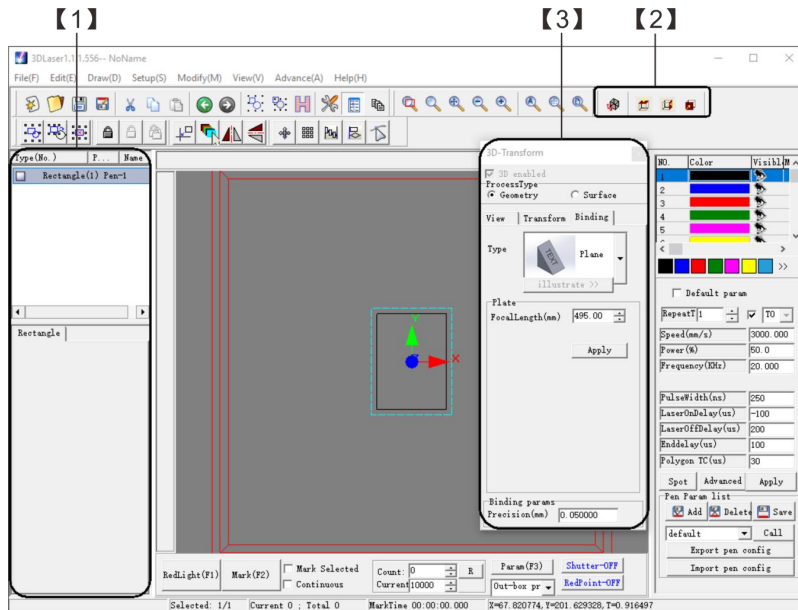 【1】
【3】
【2】
3DLaser1.1.1.556-- NoName
File(F) Edit(E) Draw(D) Setup(S) Modify(M) View(V) Advance(A) Help(H)
Type(No.) P... Name
Rectangle(1) Pen-1
Rectangle
Y
X
3D-Transform
3D enabled
ProcessType
Geometry Surface
View Transform Binding
Type TEXT Plane
illustrate >>
Plate
FocalLength(mm) 495.00
Apply
Binding params
Precision(mm) 0.050000
NO. Color Visibl M
1
2
3
4
5
>>
Default param
RepeatT 1 T0
Speed(mm/s) 3000.000
Power(%) 50.0
Frequency(KHz) 20.000
PulseWidth(ns) 250
LaserOnDelay(us) -100
LaserOffDelay(us) 200
Enddelay(us) 100
Polygon TC(us) 30
Spot Advanced Apply
Pen Param list
Add Delete Save
default Call
Export pen config
Import pen config
RedLight(F1) Mark(F2) Mark Selected
Continuous
Count: 0 R
Current 10000
Param(F3) Shutter-OFF
Out-box pr RedPoint-OFF
Selected: 1/1 Current 0 ; Total 0 MarkTime 00:00:00.000 X=67.820774,Y=201.629328,T=0.916497